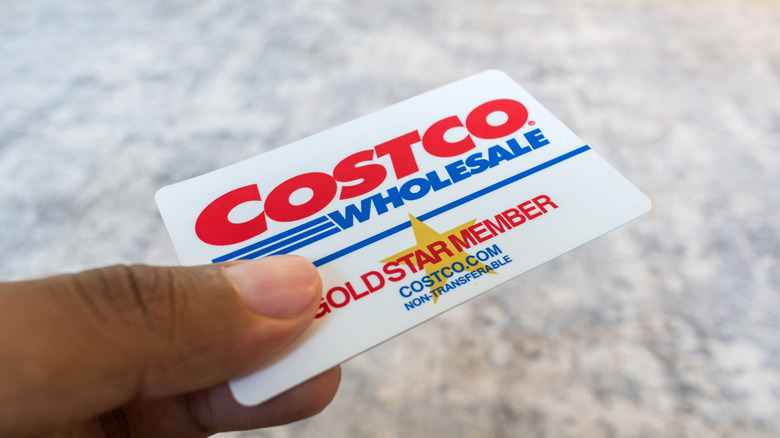 COSTCO®
WHOLESALE
GOLD STAR MEMBER
COSTCO.COM
NON-TRANSFERABLE